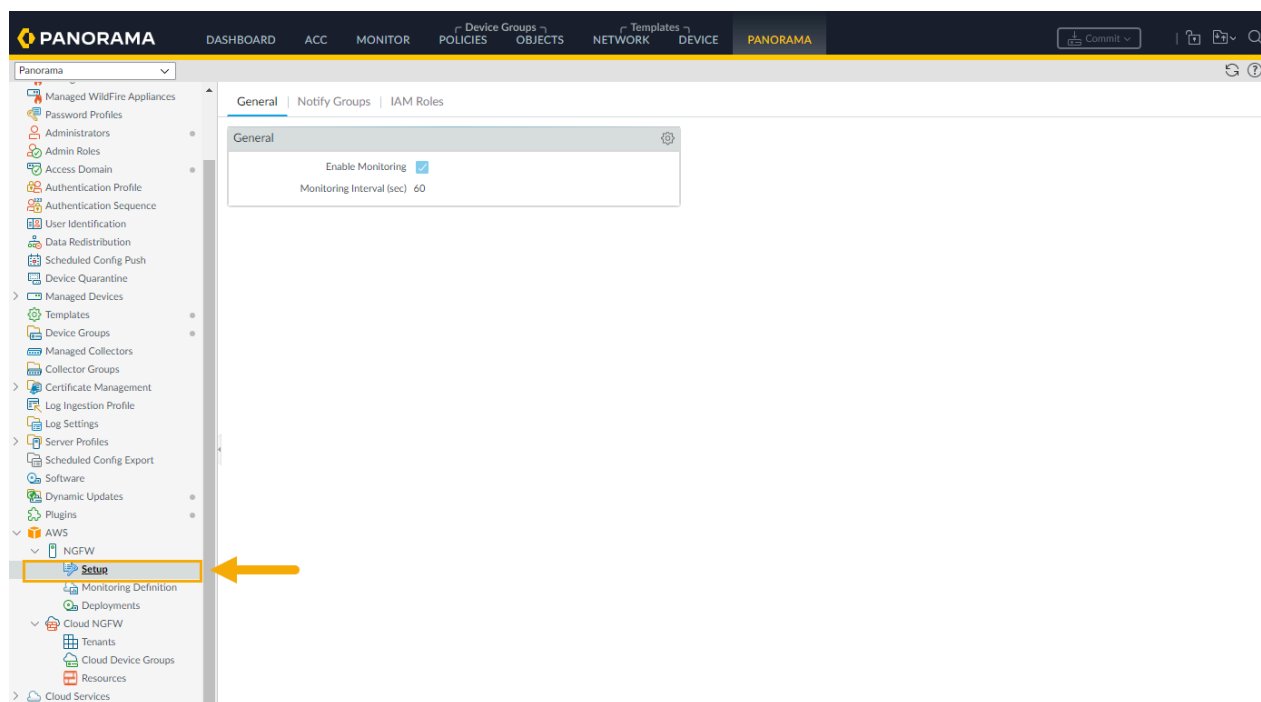 PANORAMA
Device Groups
Templates
DASHBOARD ACC MONITOR POLICIES OBJECTS NETWORK DEVICE PANORAMA
Commit
Panorama
Managed WildFire Appliances
Password Profiles
Administrators
Admin Roles
Access Domain
Authentication Profile
Authentication Sequence
User Identification
Data Redistribution
Scheduled Config Push
Device Quarantine
Managed Devices
Templates
Device Groups
Managed Collectors
Collector Groups
Certificate Management
Log Ingestion Profile
Log Settings
Server Profiles
Scheduled Config Export
Software
Dynamic Updates
Plugins
AWS
NGFW
Setup
Monitoring Definition
Deployments
Cloud NGFW
Tenants
Cloud Device Groups
Resources
Cloud Services
General | Notify Groups | IAM Roles
General
Enable Monitoring
Monitoring Interval (sec) 60